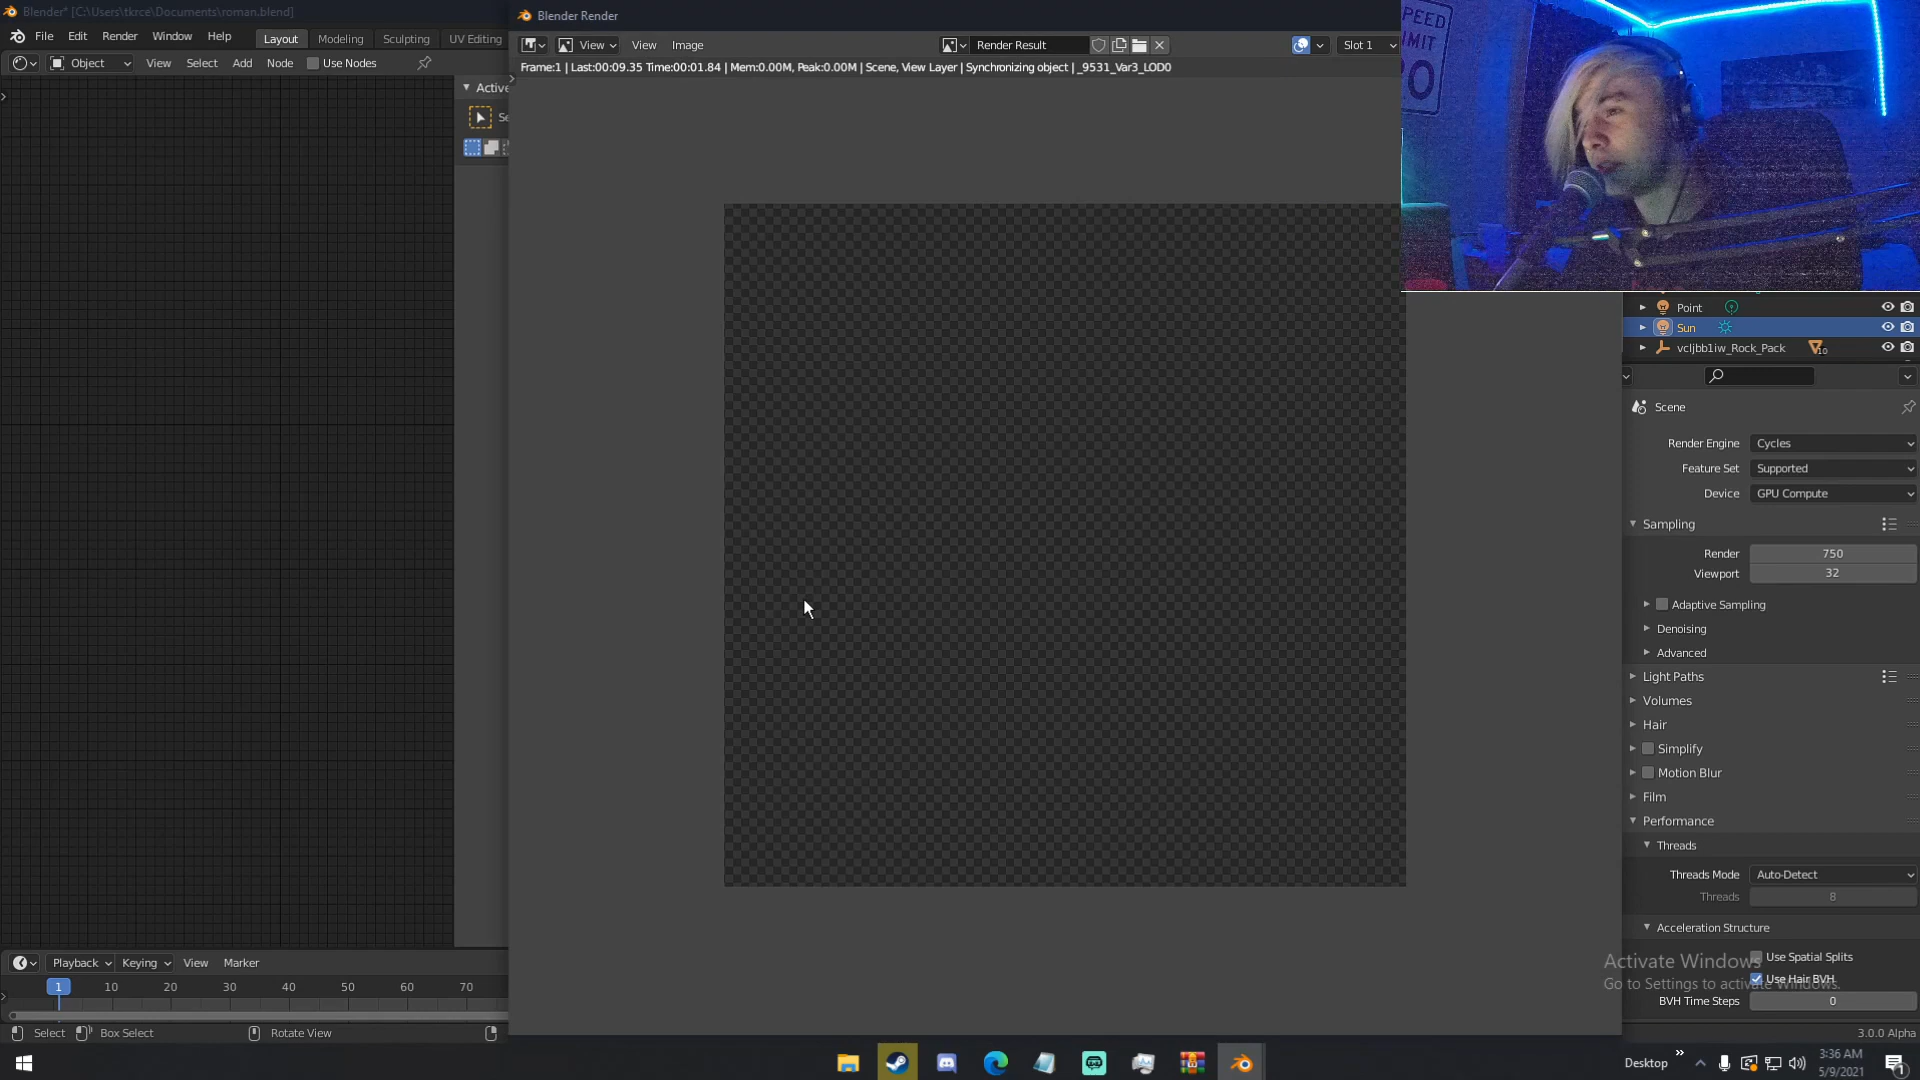 Blender* [C:\Users\tkrce\Documents\roman.blend]
File Edit Render Window Help Layout Modeling Sculpting UV Editing
Object View Select Add Node Use Nodes
Active
Blender Render
View View Image Render Result Slot 1
Frame:1 | Last:00:09.35 Time:00:01.84 | Mem:0.00M, Peak:0.00M | Scene, View Layer | Synchronizing object | _9531_Var3_LOD0
SPEED
LIMIT
Point
Sun
vcljbb1iw_Rock_Pack 10
Scene
Render Engine Cycles
Feature Set Supported
Device GPU Compute
Sampling
Render 750
Viewport 32
Adaptive Sampling
Denoising
Advanced
Light Paths
Volumes
Hair
Simplify
Motion Blur
Film
Performance
Threads
Threads Mode Auto-Detect
Threads 8
Acceleration Structure
Use Spatial Splits
Use Hair BVH
BVH Time Steps 0
Activate Windows
Go to Settings to activate Windows.
Playback Keying View Marker
1 10 20 30 40 50 60 70
Select Box Select Rotate View
3.0.0 Alpha
Desktop
3:36 AM
5/9/2021
1